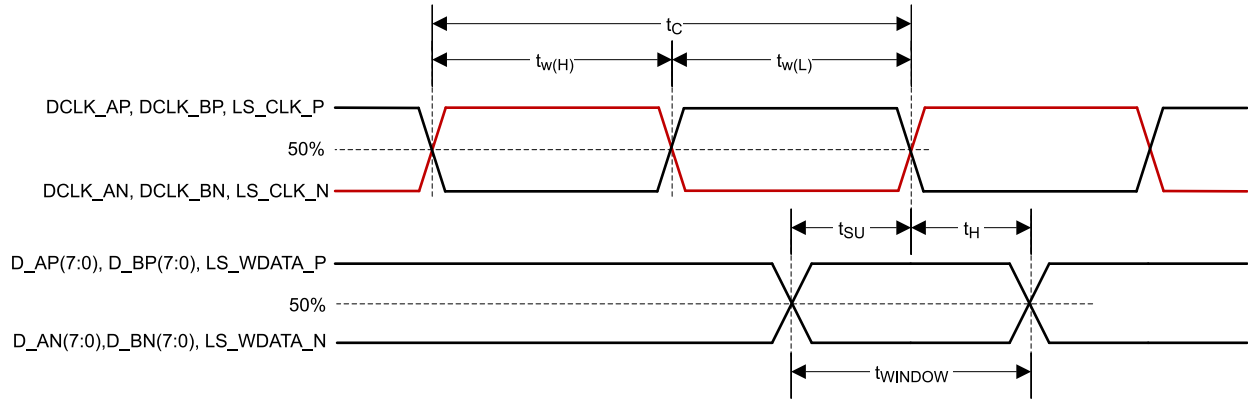 tC
tw(H)
tw(L)
DCLK_AP, DCLK_BP, LS_CLK_P
50%
DCLK_AN, DCLK_BN, LS_CLK_N
tSU
tH
D_AP(7:0), D_BP(7:0), LS_WDATA_P
50%
D_AN(7:0),D_BN(7:0), LS_WDATA_N
tWINDOW